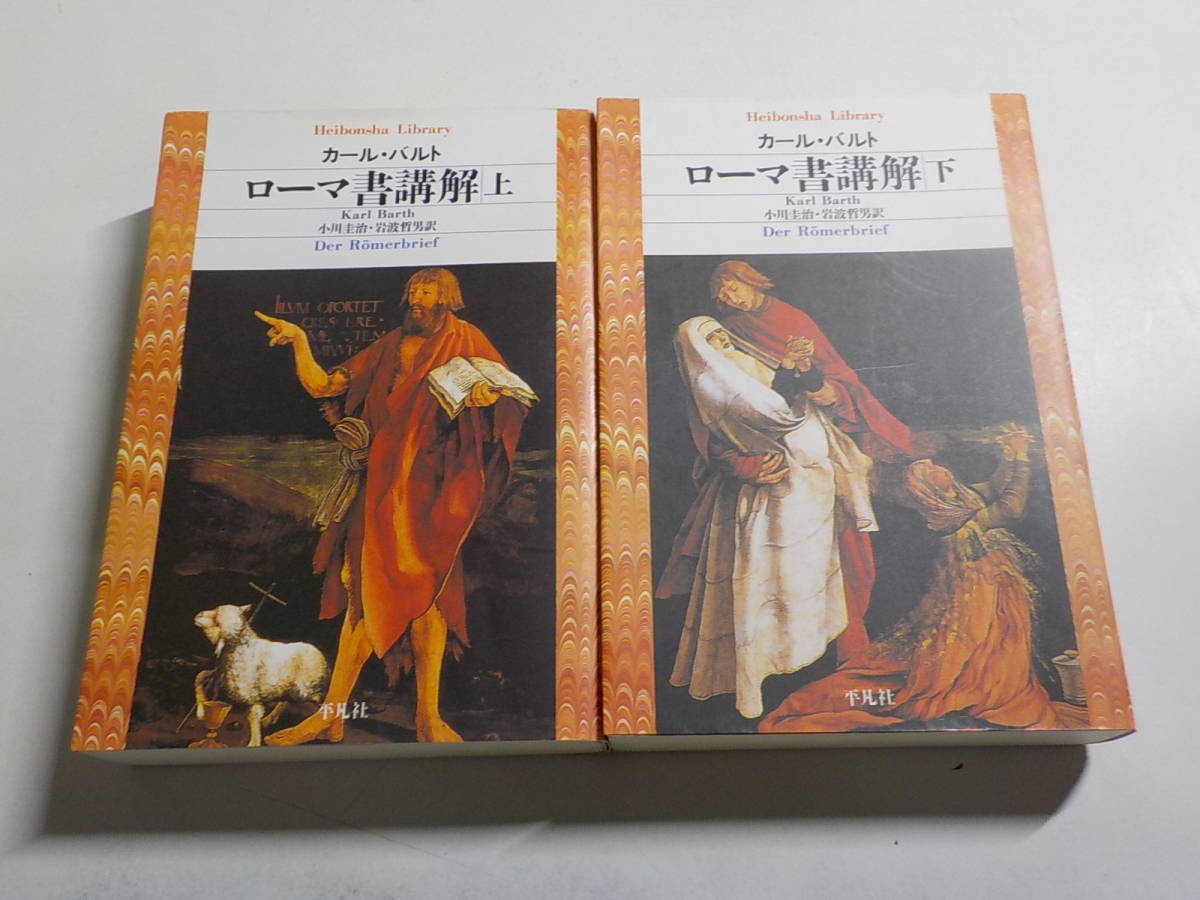 Heibonsha Library
カール・バルト
ローマ書講解 上
Karl Barth
小川圭治・岩波哲男訳
Der Römerbrief
ILLVM OPORTET
CRESCERE
平凡社
Heibonsha Library
カール・バルト
ローマ書講解 下
Karl Barth
小川圭治・岩波哲男訳
Der Römerbrief
平凡社